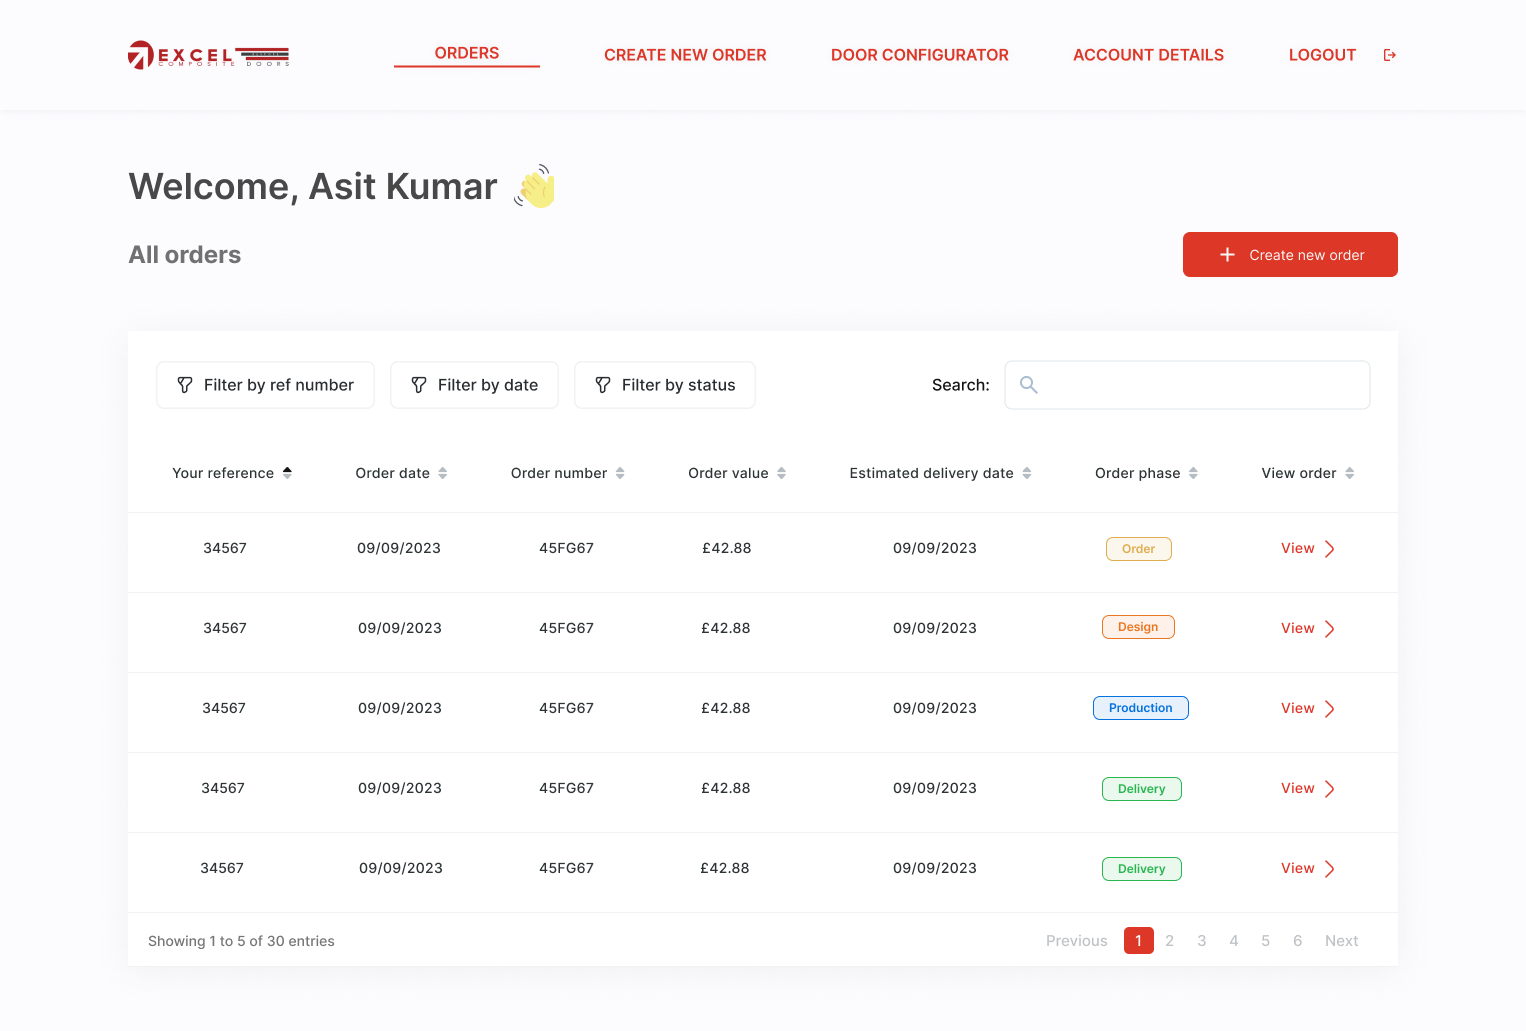 EXCEL
COMPOSITE DOORS
ORDERS
CREATE NEW ORDER
DOOR CONFIGURATOR
ACCOUNT DETAILS
LOGOUT
Welcome, Asit Kumar
All orders
Create new order
Filter by ref number
Filter by date
Filter by status
Search:
Your reference Order date Order number Order value Estimated delivery date Order phase View order
34567 09/09/2023 45FG67 £42.88 09/09/2023 Order View
34567 09/09/2023 45FG67 £42.88 09/09/2023 Design View
34567 09/09/2023 45FG67 £42.88 09/09/2023 Production View
34567 09/09/2023 45FG67 £42.88 09/09/2023 Delivery View
34567 09/09/2023 45FG67 £42.88 09/09/2023 Delivery View
Showing 1 to 5 of 30 entries
Previous 1 2 3 4 5 6 Next